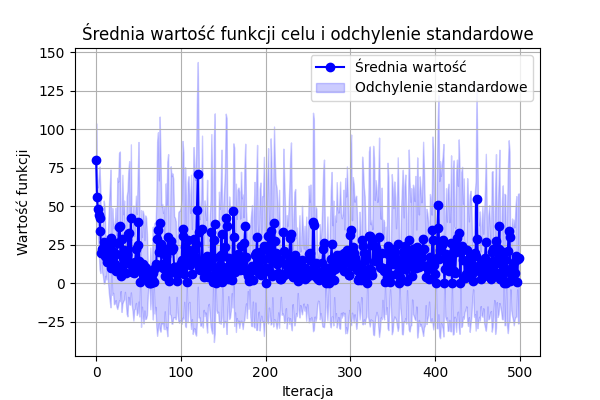 Średnia wartość funkcji celu i odchylenie standardowe
150
125
100
75
50
25
0
−25
Wartość funkcji
Średnia wartość
Odchylenie standardowe
0
100
200
300
400
500
Iteracja